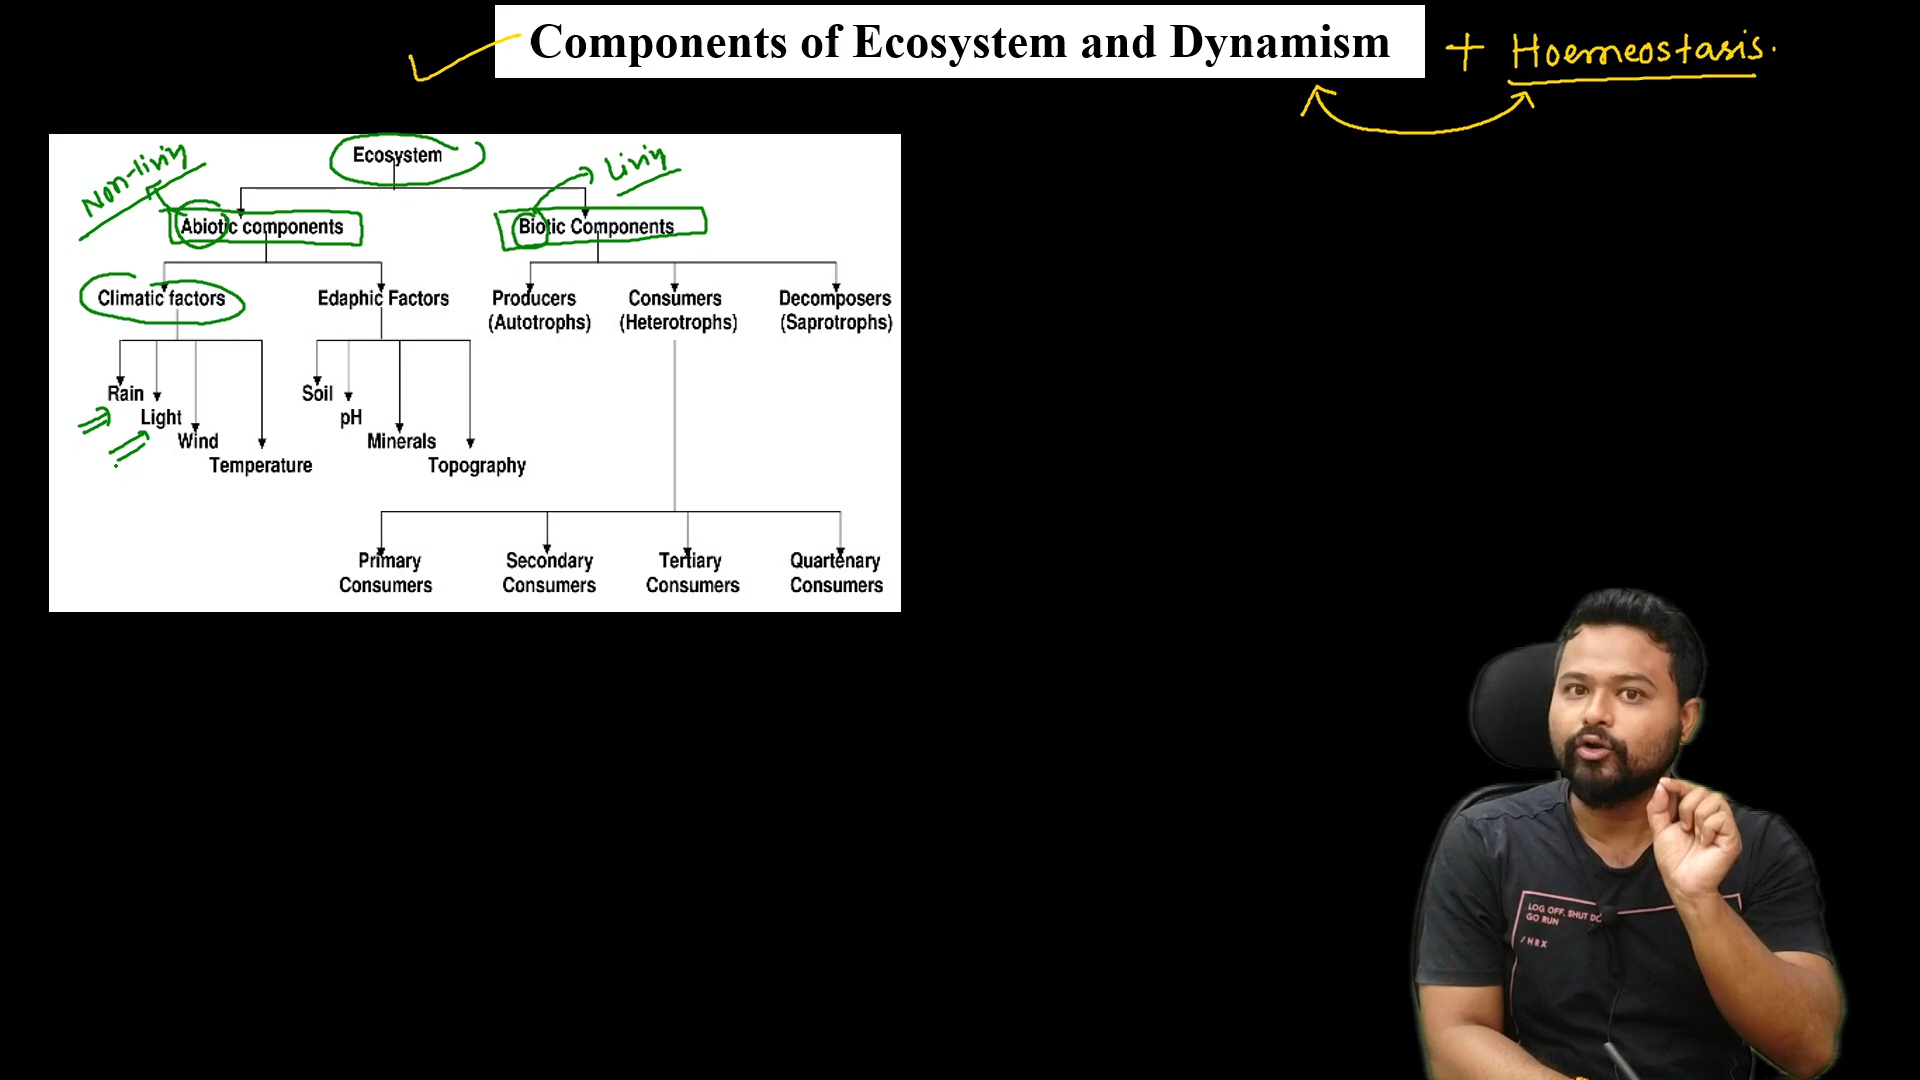 Components of Ecosystem and Dynamism + Hoemeostasis.
Ecosystem
Non-living
Living
Abiotic components
Biotic Components
Climatic factors
Edaphic Factors
Producers
(Autotrophs)
Consumers
(Heterotrophs)
Decomposers
(Saprotrophs)
Rain
Light
Wind
Temperature
Soil
pH
Minerals
Topography
Primary
Consumers
Secondary
Consumers
Tertiary
Consumers
Quartenary
Consumers
LOG OFF. SHUT DO
GO RUN
/HRX